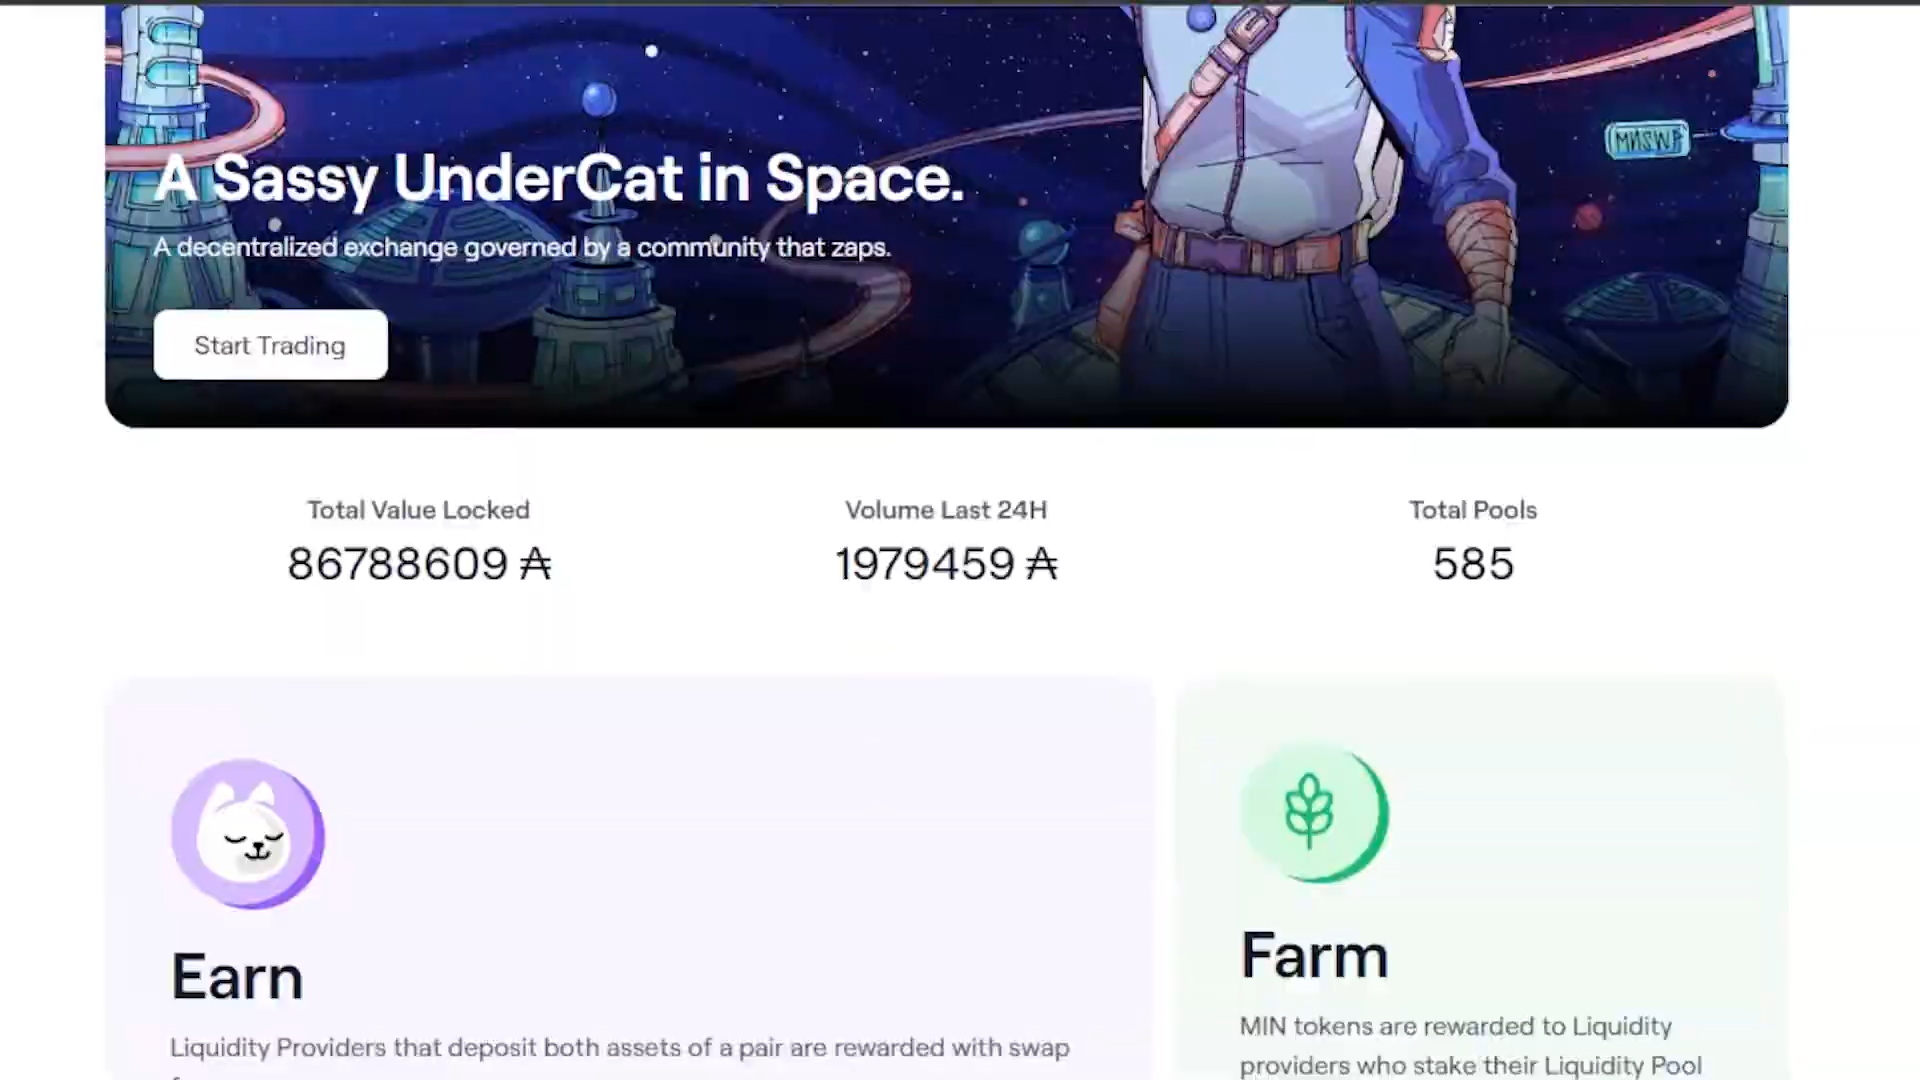 MNSWP
A Sassy UnderCat in Space.
A decentralized exchange governed by a community that zaps.
Start Trading
Total Value Locked
Volume Last 24H
Total Pools
86788609 ₳
1979459 ₳
585
Earn
Liquidity Providers that deposit both assets of a pair are rewarded with swap
Farm
MIN tokens are rewarded to Liquidity
providers who stake their Liquidity Pool